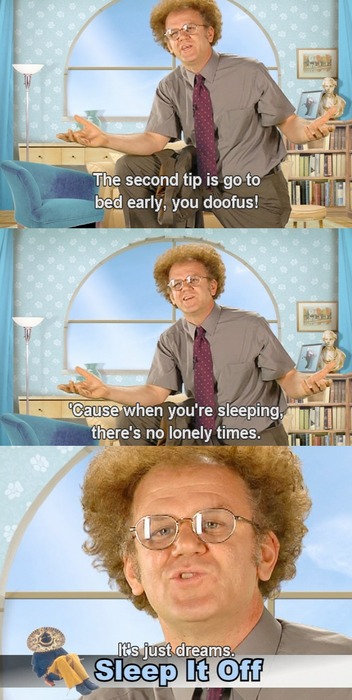 The second tip is go to
bed early, you doofus!
'Cause when you're sleeping,
there's no lonely times.
It's just dreams.
Sleep It Off